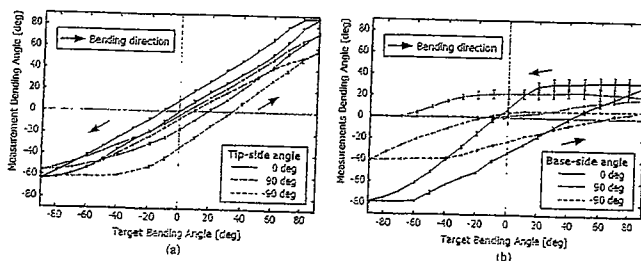 Measurement Bending Angle [deg]
80
60
40
20
0
-20
-40
-60
-80
Bending direction
Tip-side angle
0 deg
90 deg
-90 deg
-80 -60 -40 -20 0 20 40 60 80
Target Bending Angle [deg]
(a)
Measurements Bending Angle [deg]
80
60
40
20
0
-20
-40
-60
-80
Bending direction
Base-side angle
0 deg
90 deg
-90 deg
-80 -60 -40 -20 0 20 40 60 80
Target Bending Angle [deg]
(b)